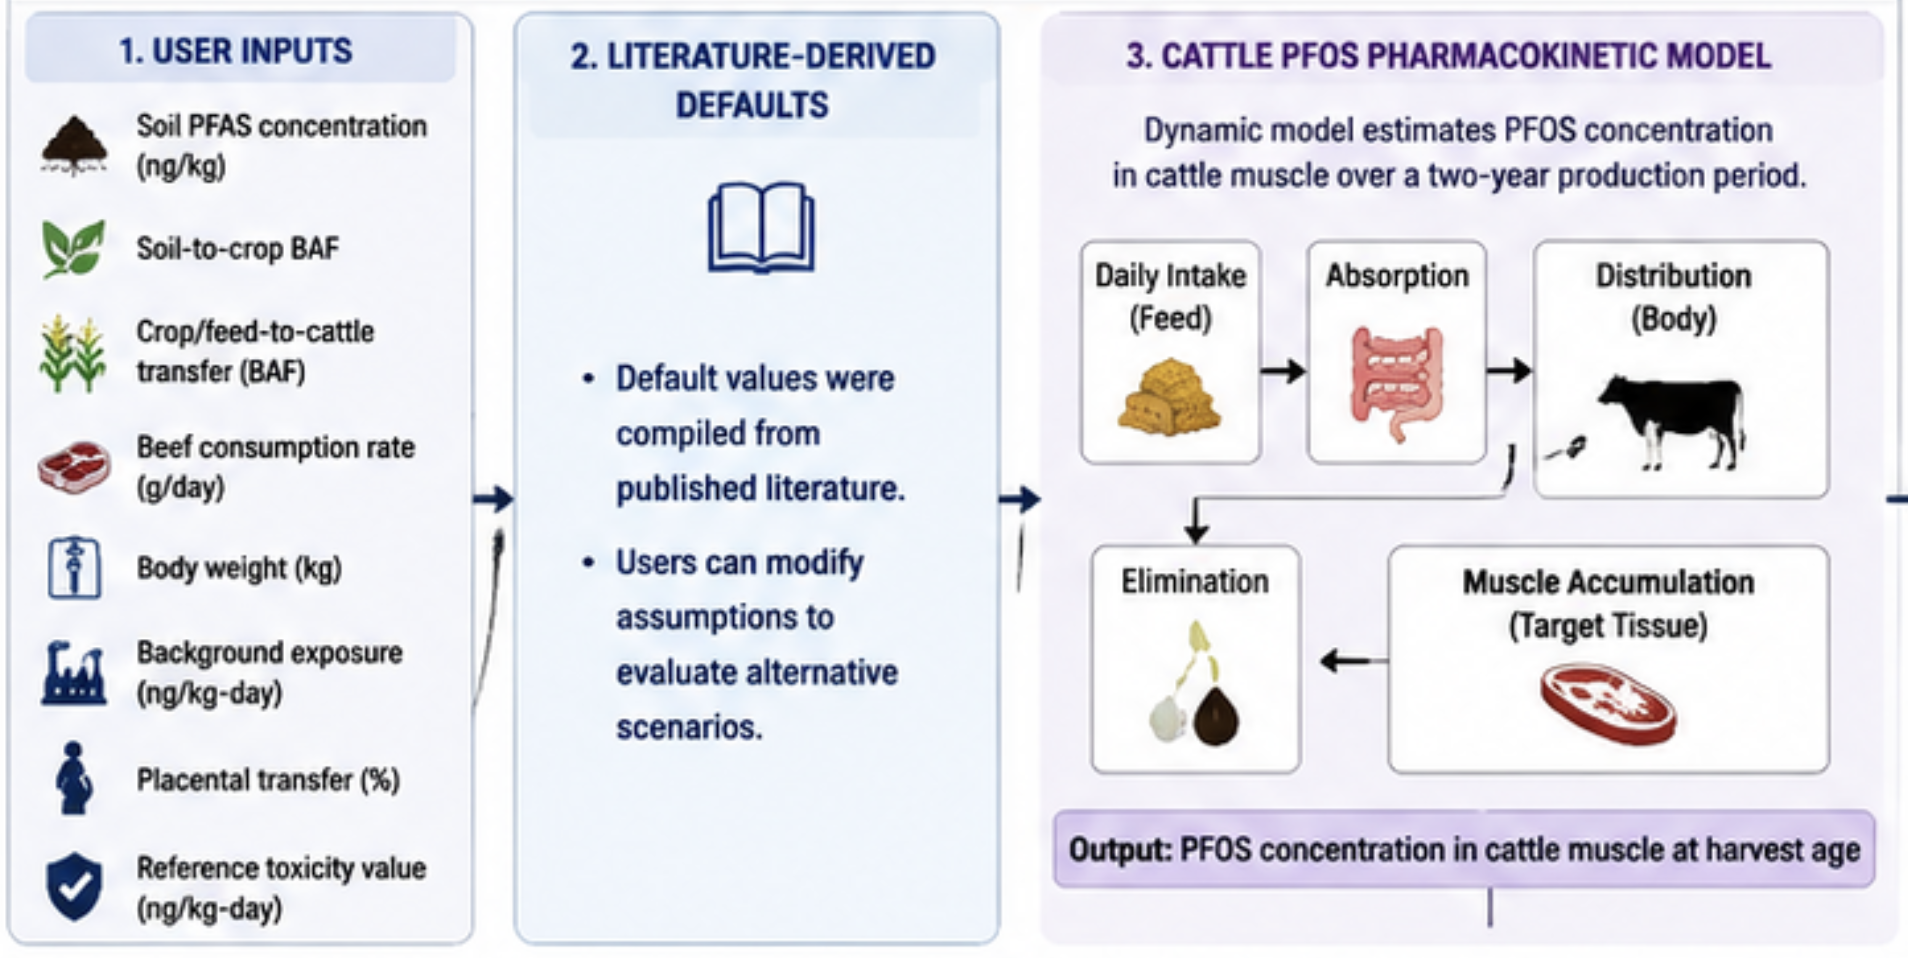 1. USER INPUTS
Soil PFAS concentration
(ng/kg)
Soil-to-crop BAF
Crop/feed-to-cattle
transfer (BAF)
Beef consumption rate
(g/day)
Body weight (kg)
Background exposure
(ng/kg-day)
Placental transfer (%)
Reference toxicity value
(ng/kg-day)
2. LITERATURE-DERIVED
DEFAULTS
• Default values were
compiled from
published literature.
• Users can modify
assumptions to
evaluate alternative
scenarios.
3. CATTLE PFOS PHARMACOKINETIC MODEL
Dynamic model estimates PFOS concentration
in cattle muscle over a two-year production period.
Daily Intake
(Feed)
Absorption
Distribution
(Body)
Elimination
Muscle Accumulation
(Target Tissue)
Output: PFOS concentration in cattle muscle at harvest age